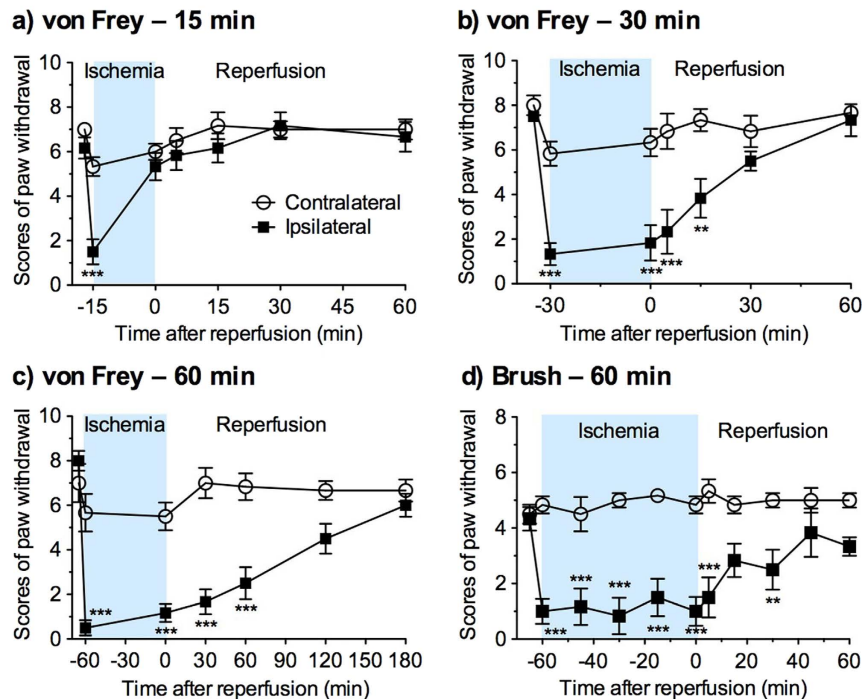 a) von Frey – 15 min
Ischemia Reperfusion
Scores of paw withdrawal
10
8
6
4
2
0
Contralateral
Ipsilateral
***
-15 0 15 30 45 60
Time after reperfusion (min)
b) von Frey – 30 min
Ischemia Reperfusion
Scores of paw withdrawal
10
8
6
4
2
0
*** *** *** **
-30 -15 0 15 30 45 60
Time after reperfusion (min)
c) von Frey – 60 min
Ischemia Reperfusion
Scores of paw withdrawal
10
8
6
4
2
0
*** *** *** ***
-60 -30 0 30 60 90 120 150 180
Time after reperfusion (min)
d) Brush – 60 min
Ischemia Reperfusion
Scores of paw withdrawal
8
6
4
2
0
*** *** ***
*** *** *** **
-60 -40 -20 0 20 40 60
Time after reperfusion (min)